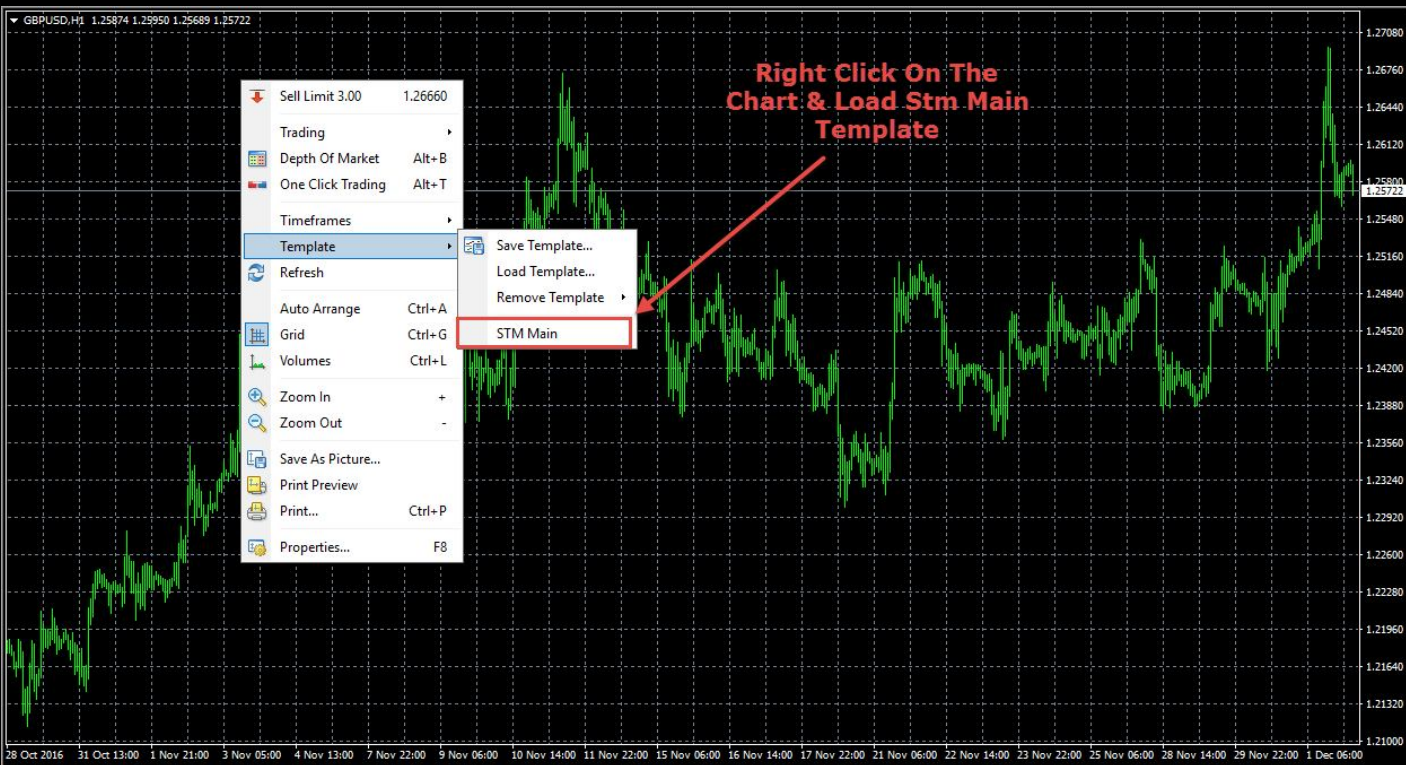 GBPUSD,H1 1.25874 1.25950 1.25689 1.25722
Right Click On The
Chart & Load Stm Main
Template
Sell Limit 3.00 1.26660
Trading
Depth Of Market Alt+B
One Click Trading Alt+T
Timeframes
Template
Refresh
Auto Arrange Ctrl+A
Grid Ctrl+G
Volumes Ctrl+L
Zoom In +
Zoom Out -
Save As Picture...
Print Preview
Print... Ctrl+P
Properties... F8
Save Template...
Load Template...
Remove Template
STM Main
1.27080
1.26760
1.26440
1.26120
1.25800
1.25722
1.25480
1.25160
1.24840
1.24520
1.24200
1.23880
1.23560
1.23240
1.22920
1.22600
1.22280
1.21960
1.21640
1.21320
1.21000
28 Oct 2016 31 Oct 13:00 1 Nov 21:00 3 Nov 05:00 4 Nov 13:00 7 Nov 22:00 9 Nov 06:00 10 Nov 14:00 11 Nov 22:00 15 Nov 06:00 16 Nov 14:00 17 Nov 22:00 21 Nov 06:00 22 Nov 14:00 23 Nov 22:00 25 Nov 06:00 28 Nov 14:00 29 Nov 22:00 1 Dec 06:00